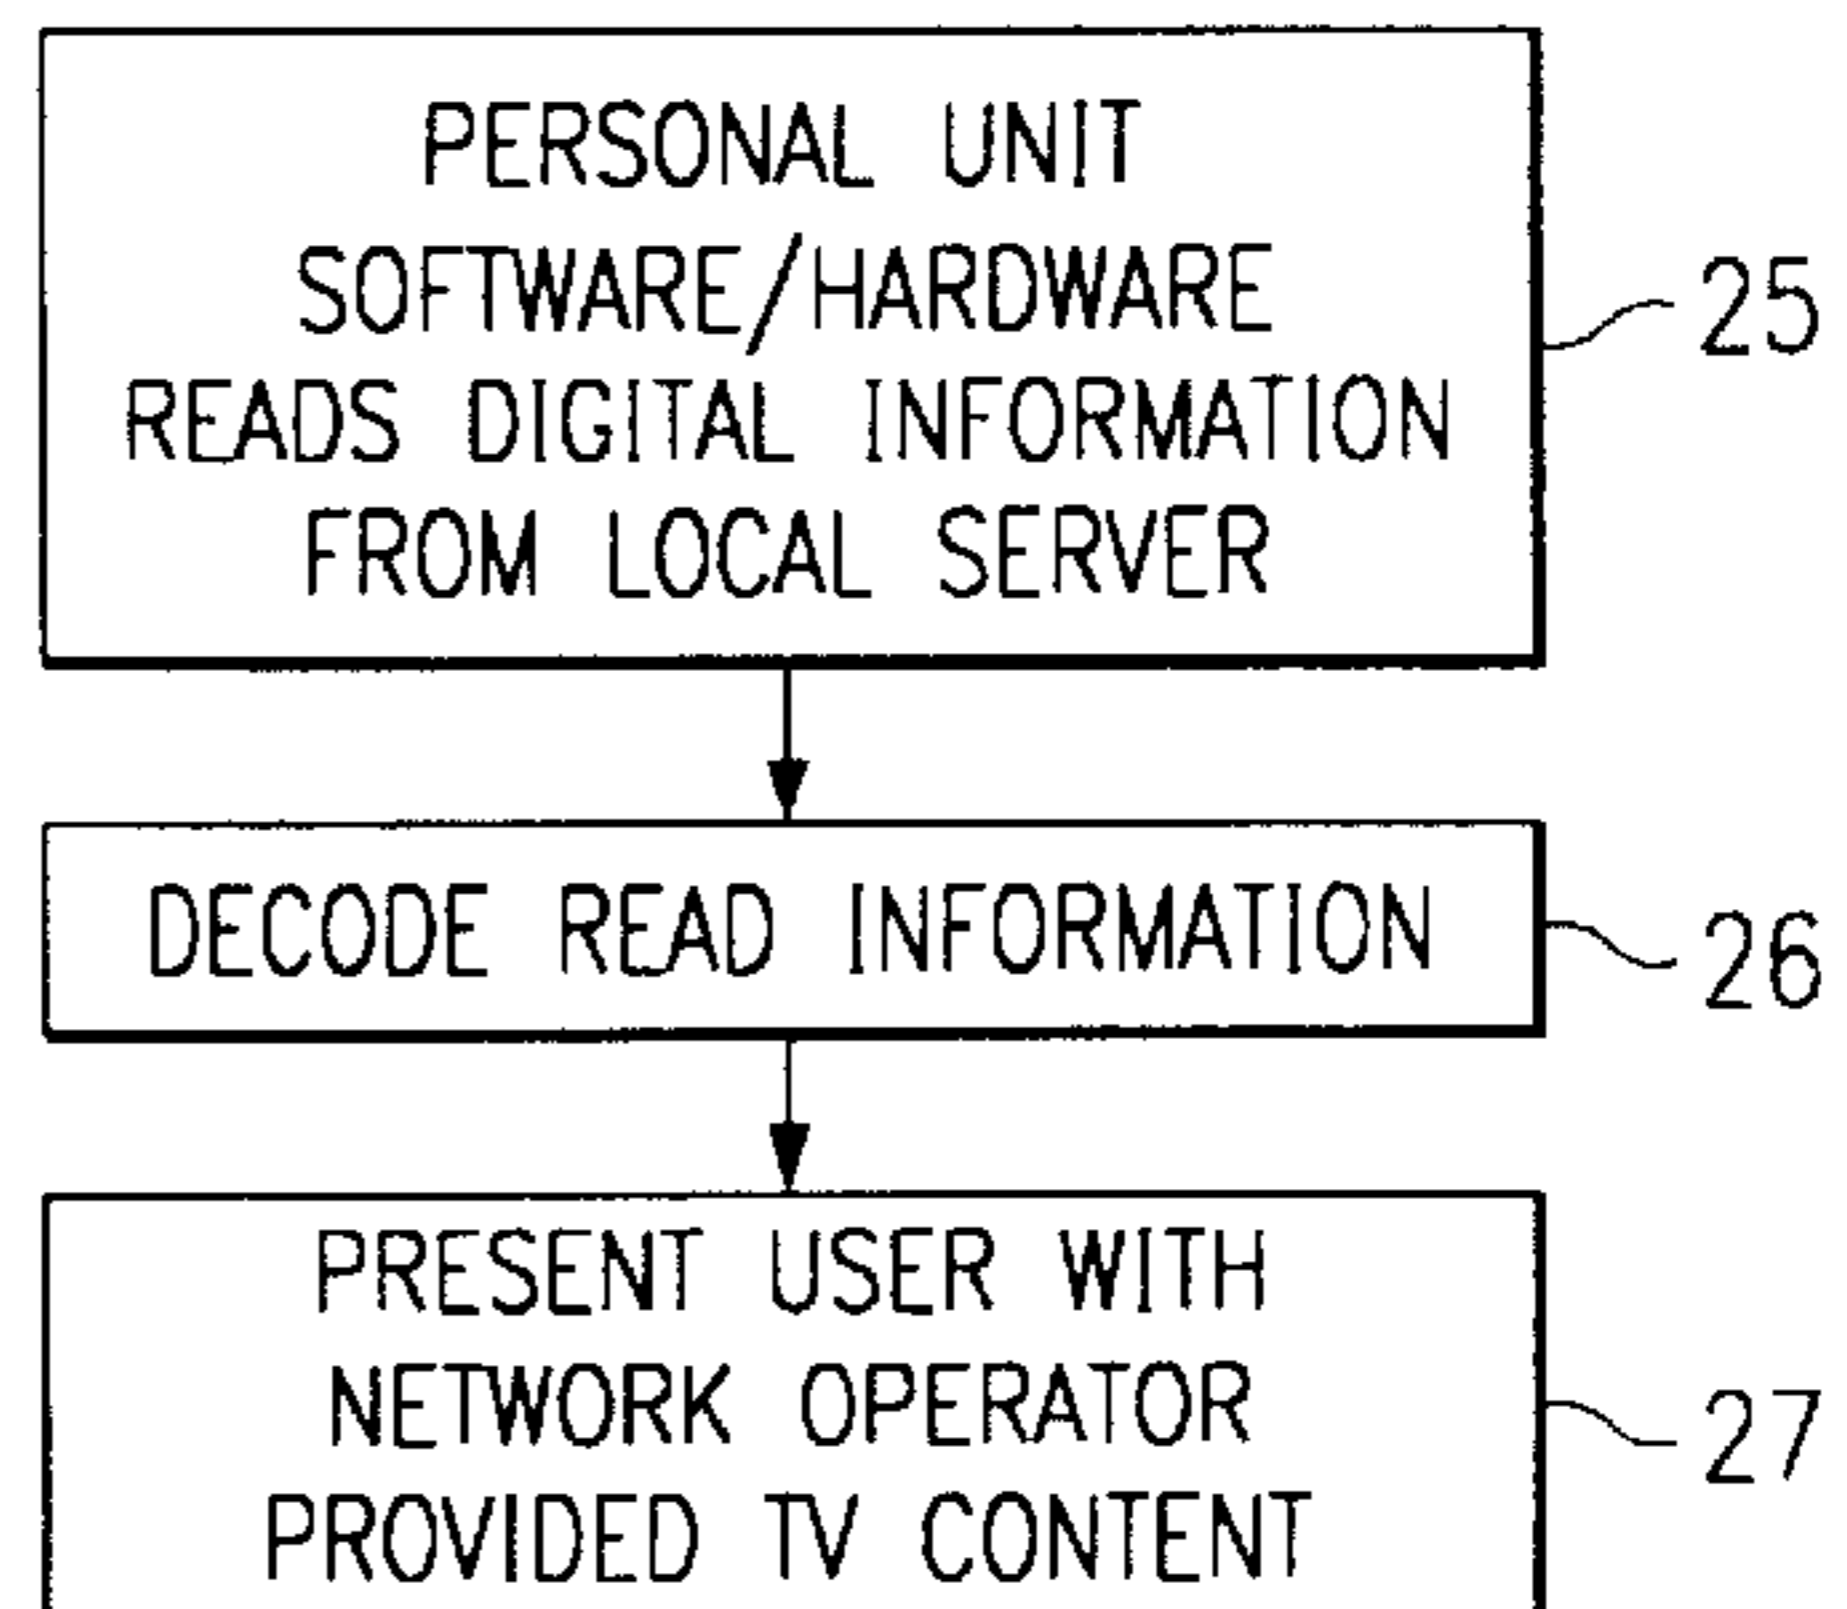 PERSONAL UNIT
SOFTWARE/HARDWARE
READS DIGITAL INFORMATION
FROM LOCAL SERVER
25
DECODE READ INFORMATION
26
PRESENT USER WITH
NETWORK OPERATOR
PROVIDED TV CONTENT
27